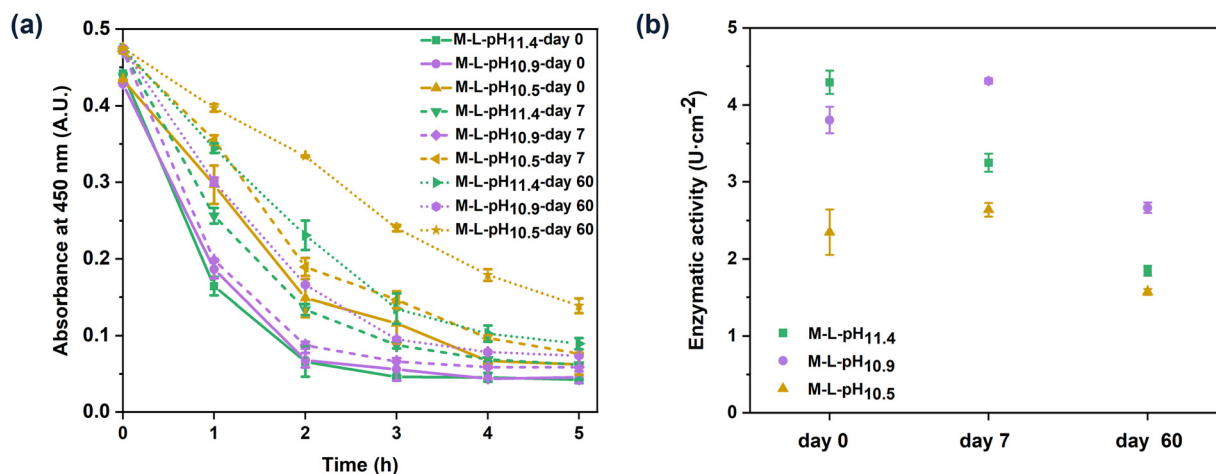 (a)
Absorbance at 450 nm (A.U.)
0.5
0.4
0.3
0.2
0.1
0.0
0 1 2 3 4 5
Time (h)
M-L-pH11.4-day 0
M-L-pH10.9-day 0
M-L-pH10.5-day 0
M-L-pH11.4-day 7
M-L-pH10.9-day 7
M-L-pH10.5-day 7
M-L-pH11.4-day 60
M-L-pH10.9-day 60
M-L-pH10.5-day 60
(b)
Enzymatic activity (U·cm-2)
5
4
3
2
1
0
day 0 day 7 day 60
M-L-pH11.4
M-L-pH10.9
M-L-pH10.5